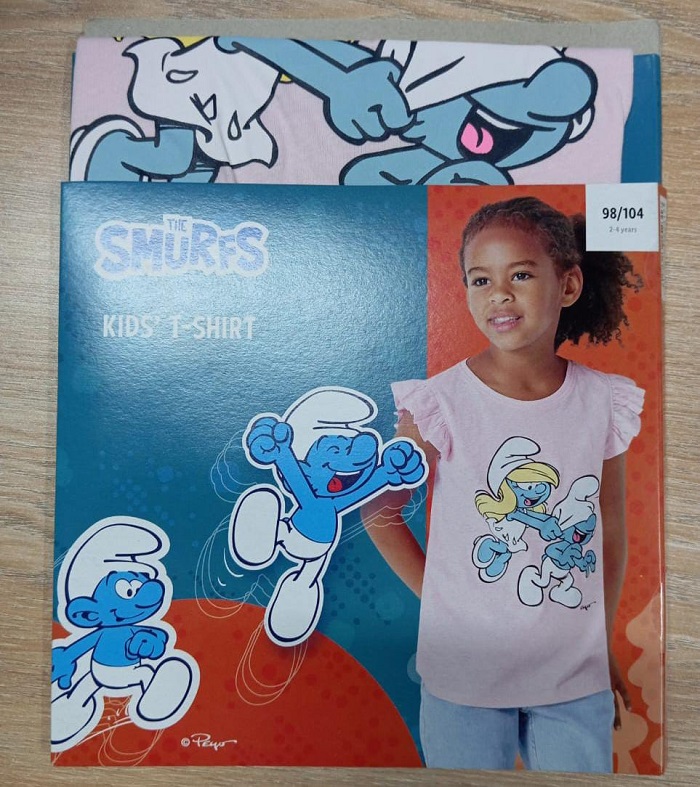 98/104
2-4 years
THE
SMURFS
KIDS' T-SHIRT
© Peyo